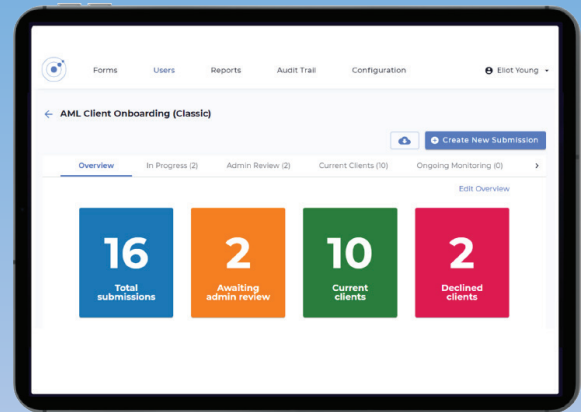 Forms Users Reports Audit Trail Configuration Eliot Young
AML Client Onboarding (Classic)
Create New Submission
Overview In Progress (2) Admin Review (2) Current Clients (10) Ongoing Monitoring (0)
Edit Overview
16 2 10 2
Total Awaiting Current Declined
submissions admin review clients clients